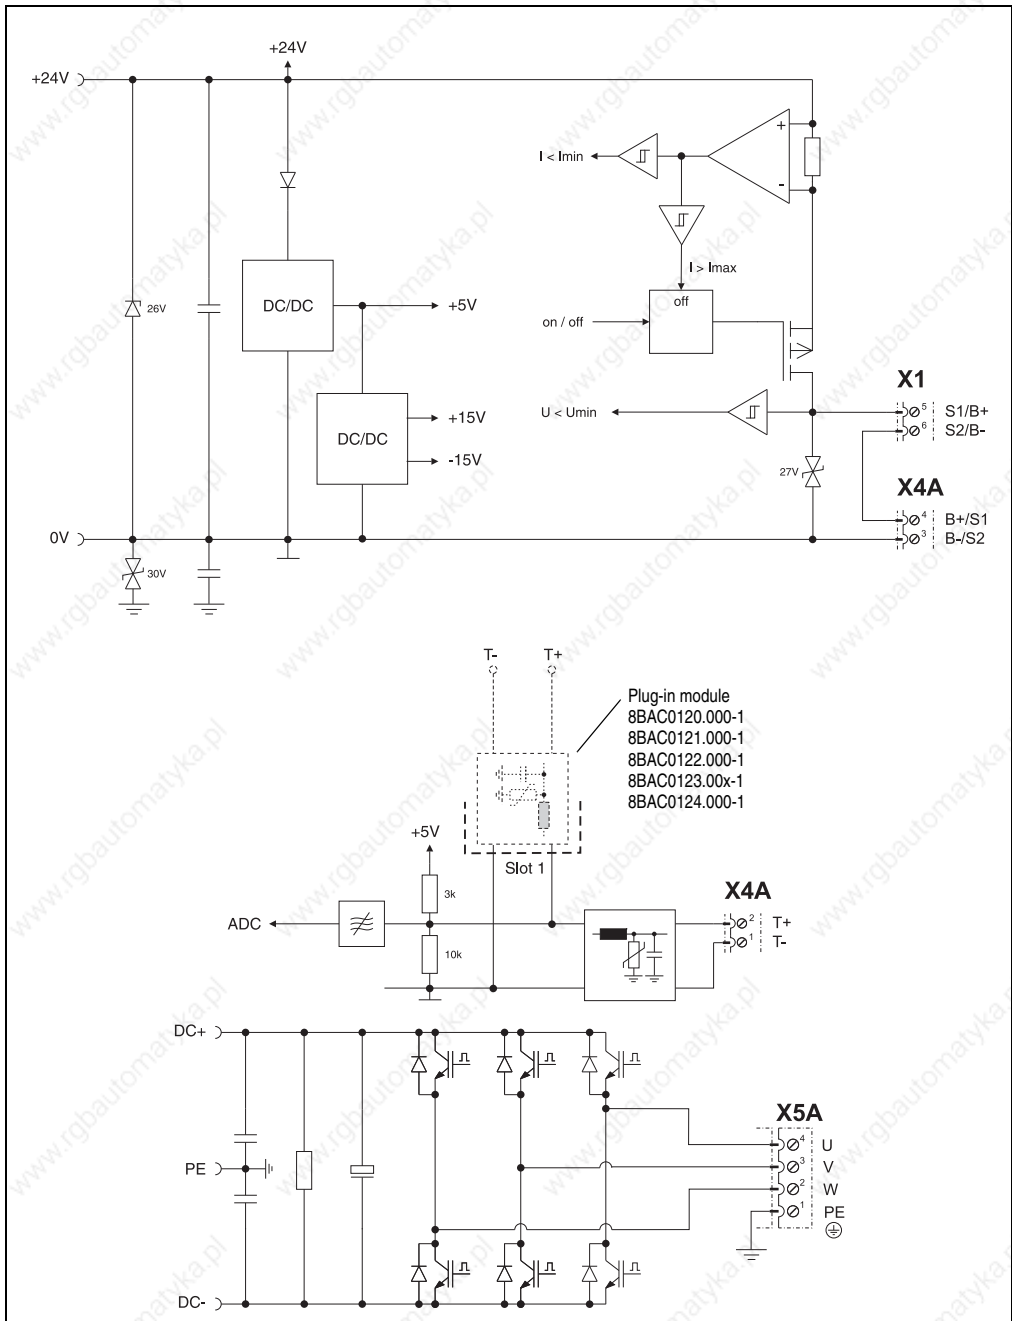 +24V
+24V
+
I < Imin
-
I > Imax
26V
DC/DC
+5V
off
on / off
X1
5
S1/B+
U < Umin
+15V
6
S2/B-
DC/DC
-15V
27V
X4A
4
B+/S1
0V
3
B-/S2
30V
T-
T+
Plug-in module
8BAC0120.000-1
8BAC0121.000-1
8BAC0122.000-1
8BAC0123.00x-1
8BAC0124.000-1
+5V
Slot 1
3k
X4A
ADC
2
T+
1
T-
10k
DC+
X5A
4
U
PE
3
V
2
W
1
PE
DC-
www.rgbautomatyka.pl